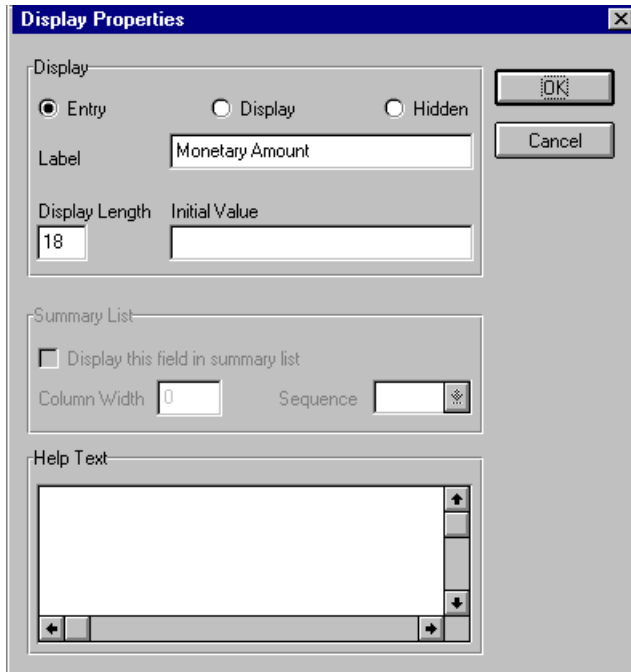 Display Properties
Display
OK
Entry Display Hidden
Cancel
Label Monetary Amount
Display Length Initial Value
18
Summary List
Display this field in summary list
Column Width 0 Sequence
Help Text